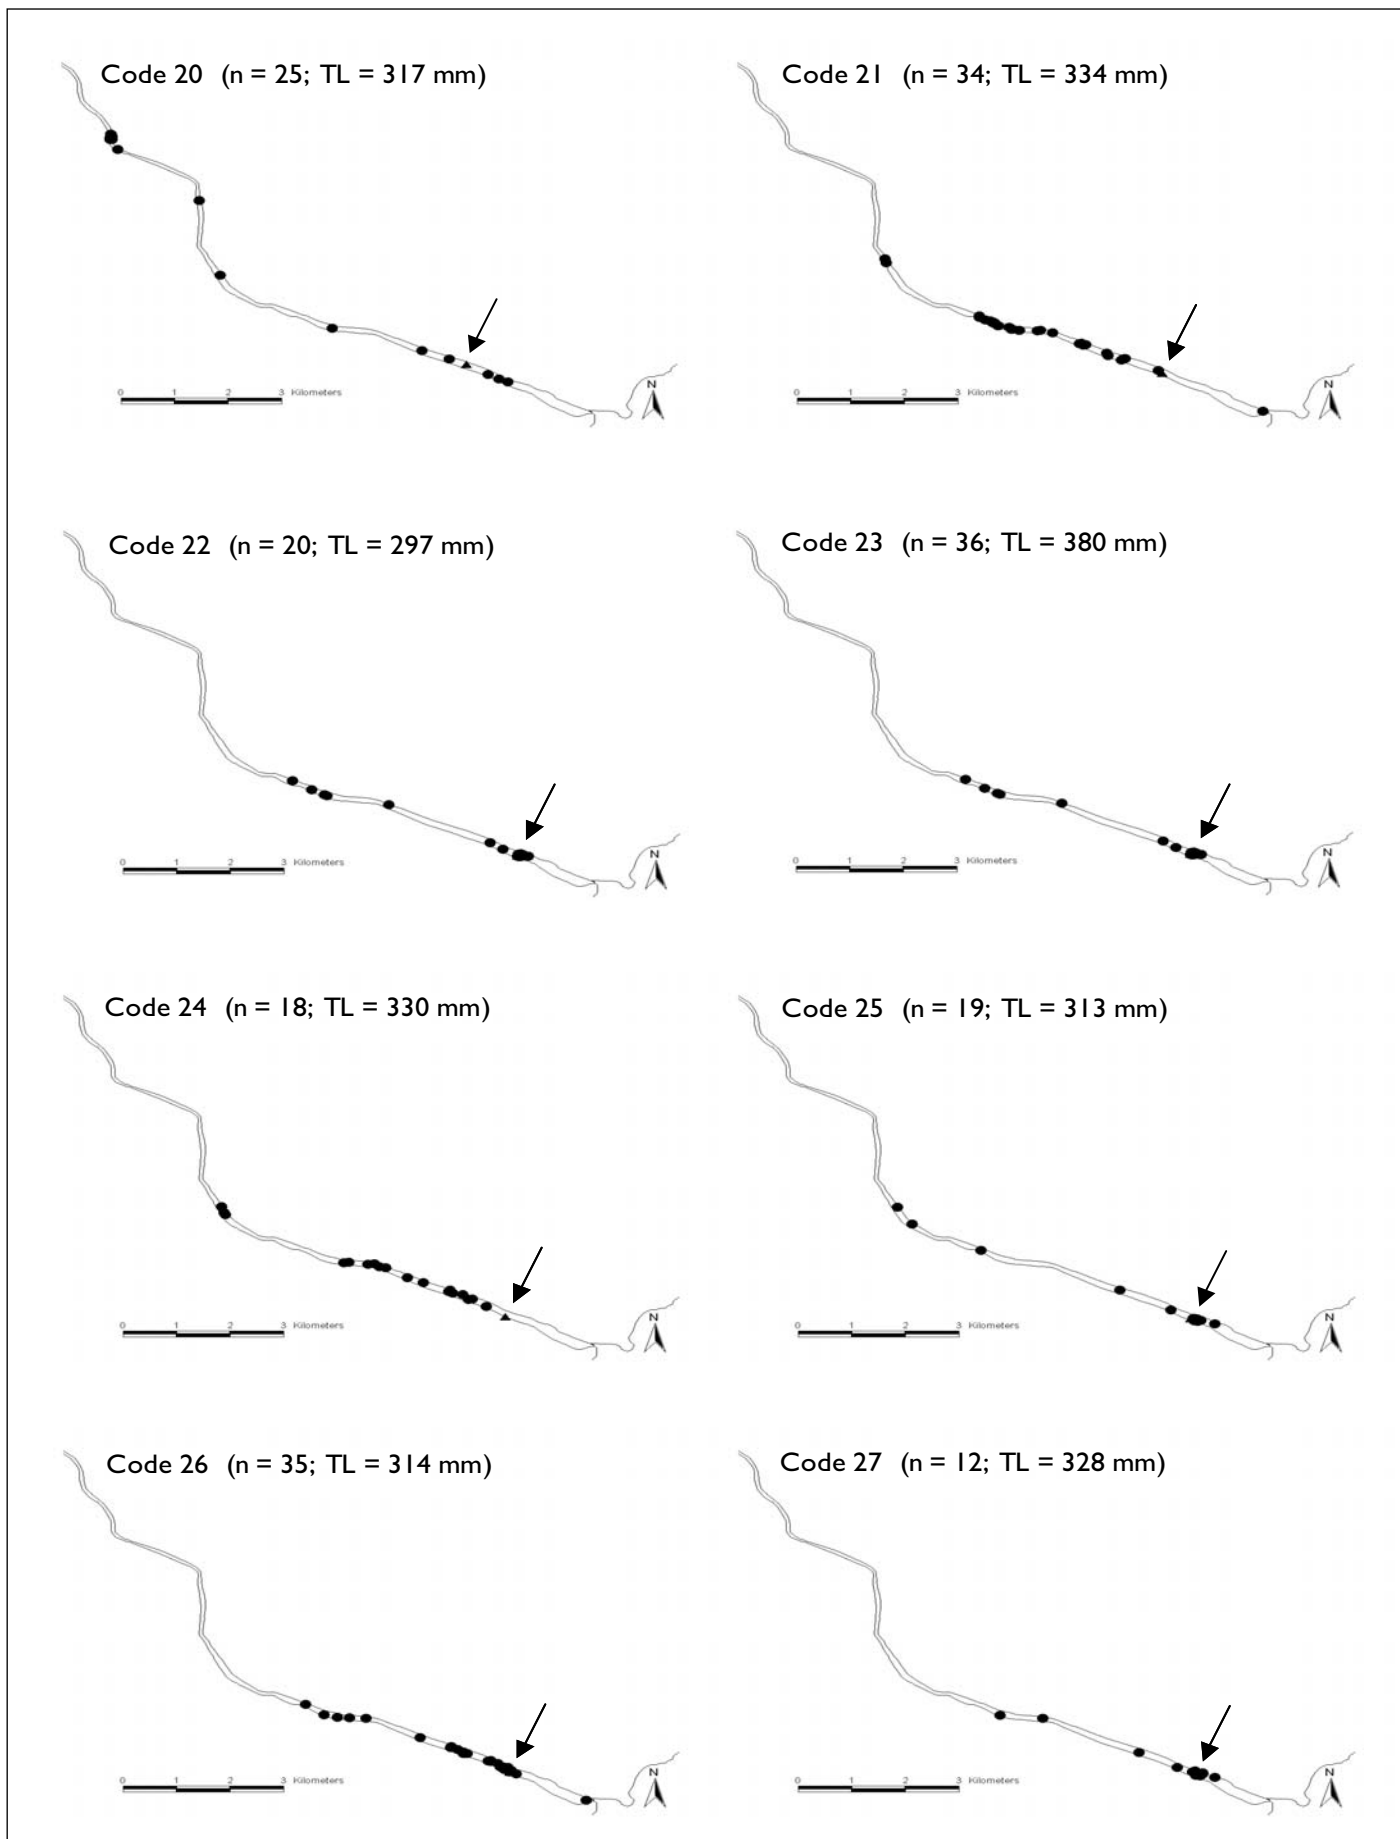 Code 20 (n = 25; TL = 317 mm)
Code 21 (n = 34; TL = 334 mm)
0 1 2 3 Kilometers
N
0 1 2 3 Kilometers
N
Code 22 (n = 20; TL = 297 mm)
Code 23 (n = 36; TL = 380 mm)
0 1 2 3 Kilometers
N
0 1 2 3 Kilometers
N
Code 24 (n = 18; TL = 330 mm)
Code 25 (n = 19; TL = 313 mm)
0 1 2 3 Kilometers
N
0 1 2 3 Kilometers
N
Code 26 (n = 35; TL = 314 mm)
Code 27 (n = 12; TL = 328 mm)
0 1 2 3 Kilometers
N
0 1 2 3 Kilometers
N